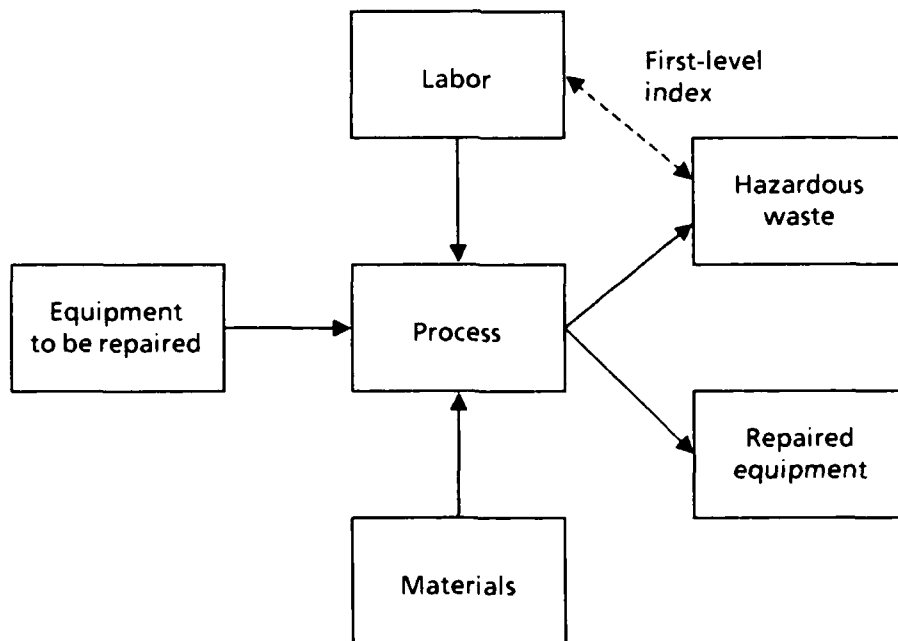 Labor
First-level
index
Hazardous
waste
Equipment
to be repaired
Process
Repaired
equipment
Materials